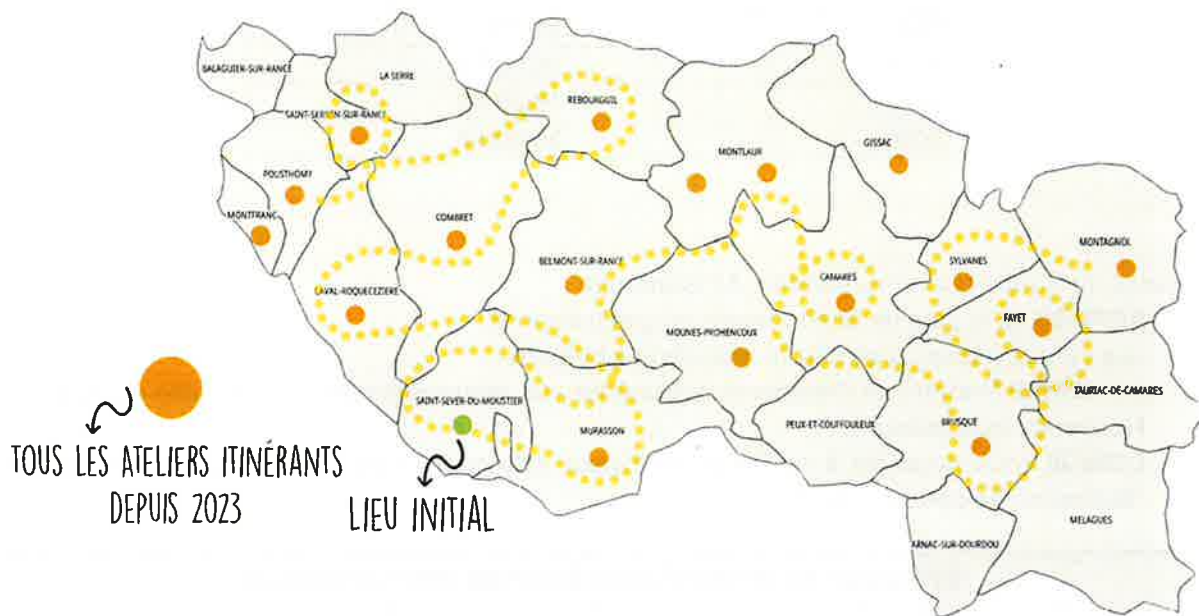 BALAGUIER-SUR-RANCE
LA SERRE
SAINT-SERNIN-SUR-RANCE
REBOURGUIL
POUSTHOMY
MONTLAUR
GISSAC
MONTFRANC
COMBRET
BELMONT-SUR-RANCE
CAMARES
SYLVANES
MONTAGNOL
LAVAL-ROQUECEZIERE
MOUNES-PROHENCOUX
FAYET
TAURIAC-DE-CAMARES
SAINT-SEVER-DU-MOUSTIER
MURASSON
PEUX-ET-COUFFOULEUX
BRUSQUE
MELAGUES
ARNAC-SUR-DOURDOU
TOUS LES ATELIERS ITINÉRANTS
DEPUIS 2023
LIEU INITIAL